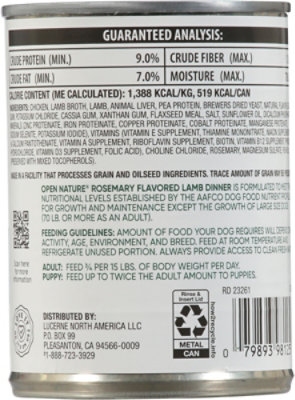 GUARANTEED ANALYSIS:
CRUDE PROTEIN (MIN.) 9.0% CRUDE FIBER (MAX.)
CRUDE FAT (MIN.) 7.0% MOISTURE (MAX.)
CALORIE CONTENT (ME CALCULATED): 1,388 KCAL/KG, 519 KCAL/CAN
INGREDIENTS: CHICKEN, LAMB BROTH, LAMB, ANIMAL LIVER, PEA PROTEIN, BREWERS DRIED YEAST, NATURAL
POTASSIUM CHLORIDE, CASSIA GUM, XANTHAN GUM, FLAXSEED MEAL, SALT, SUNFLOWER OIL, DICALCIUM
MINERALS (ZINC PROTEINATE, IRON PROTEINATE, COPPER PROTEINATE, COBALT PROTEINATE, MANGANESE
SODIUM SELENITE, POTASSIUM IODIDE), VITAMINS (VITAMIN E SUPPLEMENT, THIAMINE MONONITRATE, NIACIN
CALCIUM PANTOTHENATE, VITAMIN A SUPPLEMENT, RIBOFLAVIN SUPPLEMENT, BIOTIN, VITAMIN B12
VITAMIN D3 SUPPLEMENT, FOLIC ACID), CHOLINE CHLORIDE, ROSEMARY, MAGNESIUM
PRESERVED WITH MIXED TOCOPHEROLS).
MADE IN A FACILITY THAT PROCESSES GRAIN AND OILSEED INGREDIENTS. TRACE AMOUNT OF GRAIN MAY BE
OPEN NATURE® ROSEMARY FLAVORED LAMB DINNER IS FORMULATED TO MEET
NUTRITIONAL LEVELS ESTABLISHED BY THE AAFCO DOG FOOD NUTRIENT
FOR GROWTH AND MAINTENANCE EXCEPT THE GROWTH OF LARGE SIZE
(70 LB. OR MORE AS AN ADULT).
FEEDING GUIDELINES: AMOUNT OF FOOD YOUR DOG REQUIRES WILL
ACTIVITY, AGE, ENVIRONMENT, AND BREED. FEED AT ROOM TEMPERATURE AND
REFRIGERATE UNUSED PORTION. ALWAYS PROVIDE ACCESS TO CLEAN
ADULT: FEED ¾ PER 15 LBS. OF BODY WEIGHT PER DAY.
PUPPY: FEED UP TO TWICE THE ADULT AMOUNT TO PUPPIES.
RD 23261
DISTRIBUTED BY:
LUCERNE NORTH AMERICA LLC
P.O. BOX 99
PLEASANTON, CA 94566-0009
1-888-723-3929
Rinse &
Insert Lid
METAL
CAN
how2recycle.info
0 79893 98125